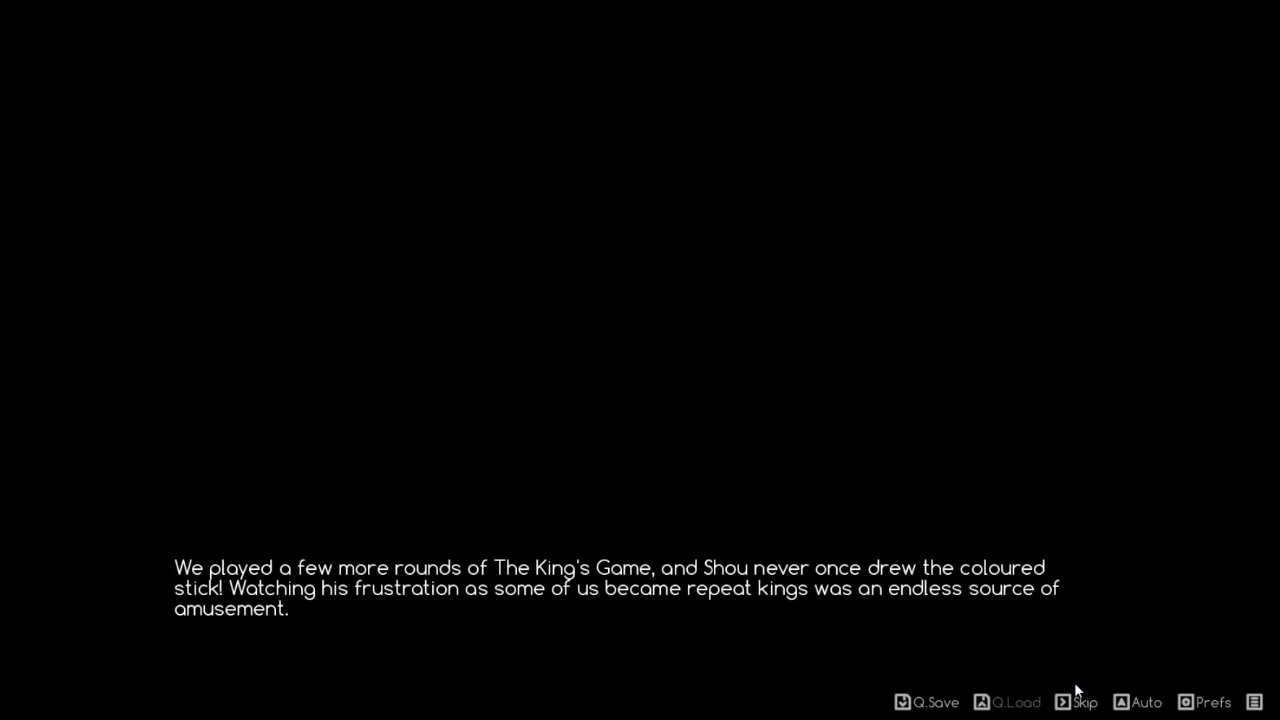 We played a few more rounds of The King's Game, and Shou never once drew the coloured
stick! Watching his frustration as some of us became repeat kings was an endless source of
amusement.
Q.Save Q.Load Skip Auto Prefs